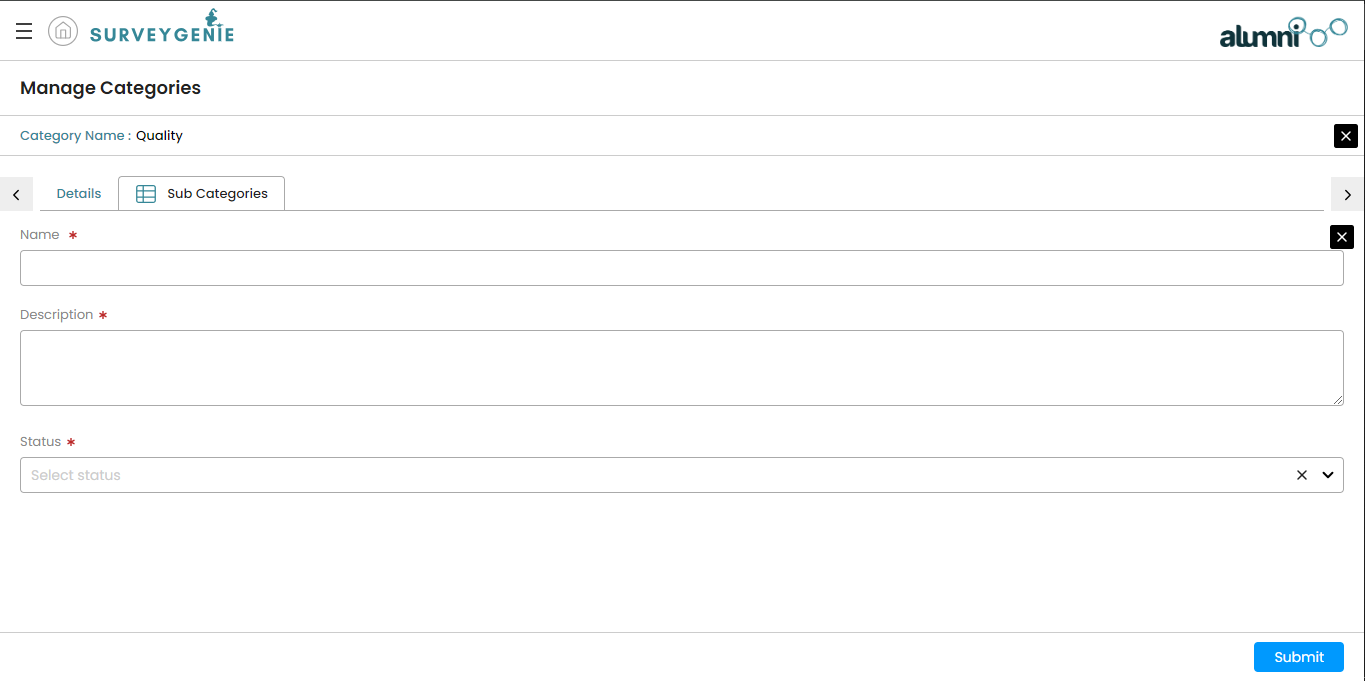 SURVEYGENIE
alumni
Manage Categories
Category Name : Quality
Details
Sub Categories
Name *
Description *
Status *
Select status
Submit